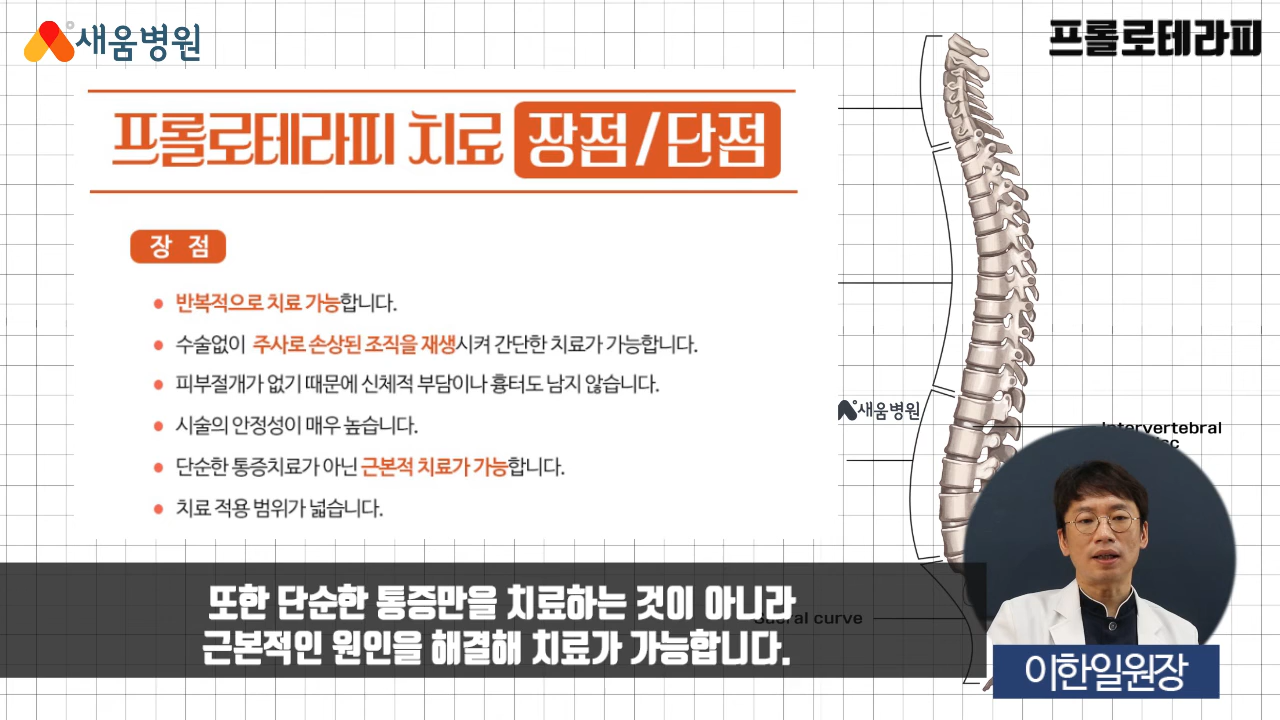 새움병원
프롤로테라피
프롤로테라피 치료 장점/단점
장 점
반복적으로 치료 가능합니다.
수술없이 주사로 손상된 조직을 재생시켜 간단한 치료가 가능합니다.
피부절개가 없기 때문에 신체적 부담이나 흉터도 남지 않습니다.
시술의 안정성이 매우 높습니다.
단순한 통증치료가 아닌 근본적 치료가 가능합니다.
치료 적용 범위가 넓습니다.
새움병원
Intervertebral
또한 단순한 통증만을 치료하는 것이 아니라
근본적인 원인을 해결해 치료가 가능합니다.
Sacral curve
이한일원장